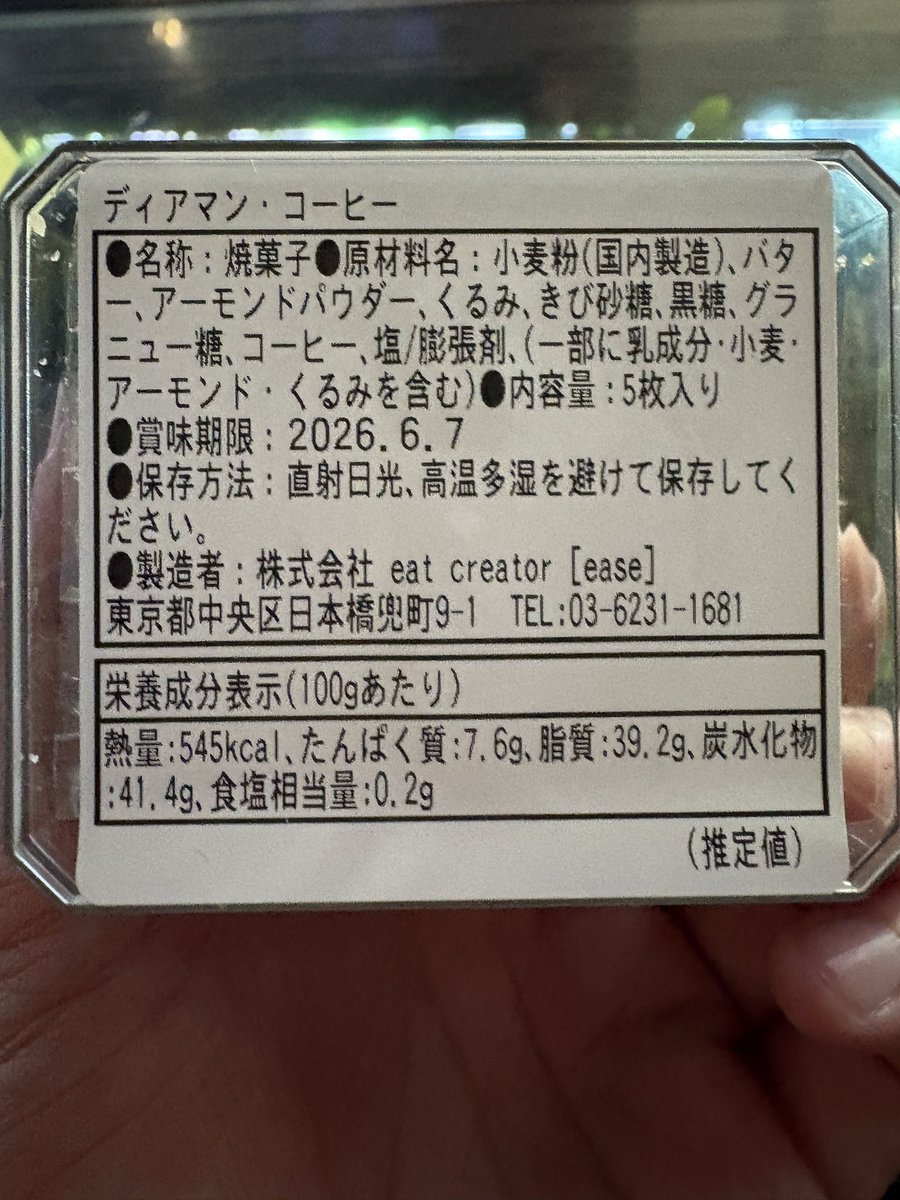 ディアマン・コーヒー
●名称：焼菓子●原材料名：小麦粉(国内製造)、バタ
ー、アーモンドパウダー、くるみ、きび砂糖、黒糖、グラ
ニュー糖、コーヒー、塩/膨張剤、(一部に乳成分・小麦・
アーモンド・くるみを含む)●内容量：5枚入り
●賞味期限：2026.6.7
●保存方法：直射日光、高温多湿を避けて保存してく
ださい。
●製造者：株式会社 eat creator [ease]
東京都中央区日本橋兜町9-1 TEL:03-6231-1681
栄養成分表示(100gあたり)
熱量:545kcal、たんぱく質:7.6g、脂質:39.2g、炭水化物
:41.4g、食塩相当量:0.2g
(推定値)